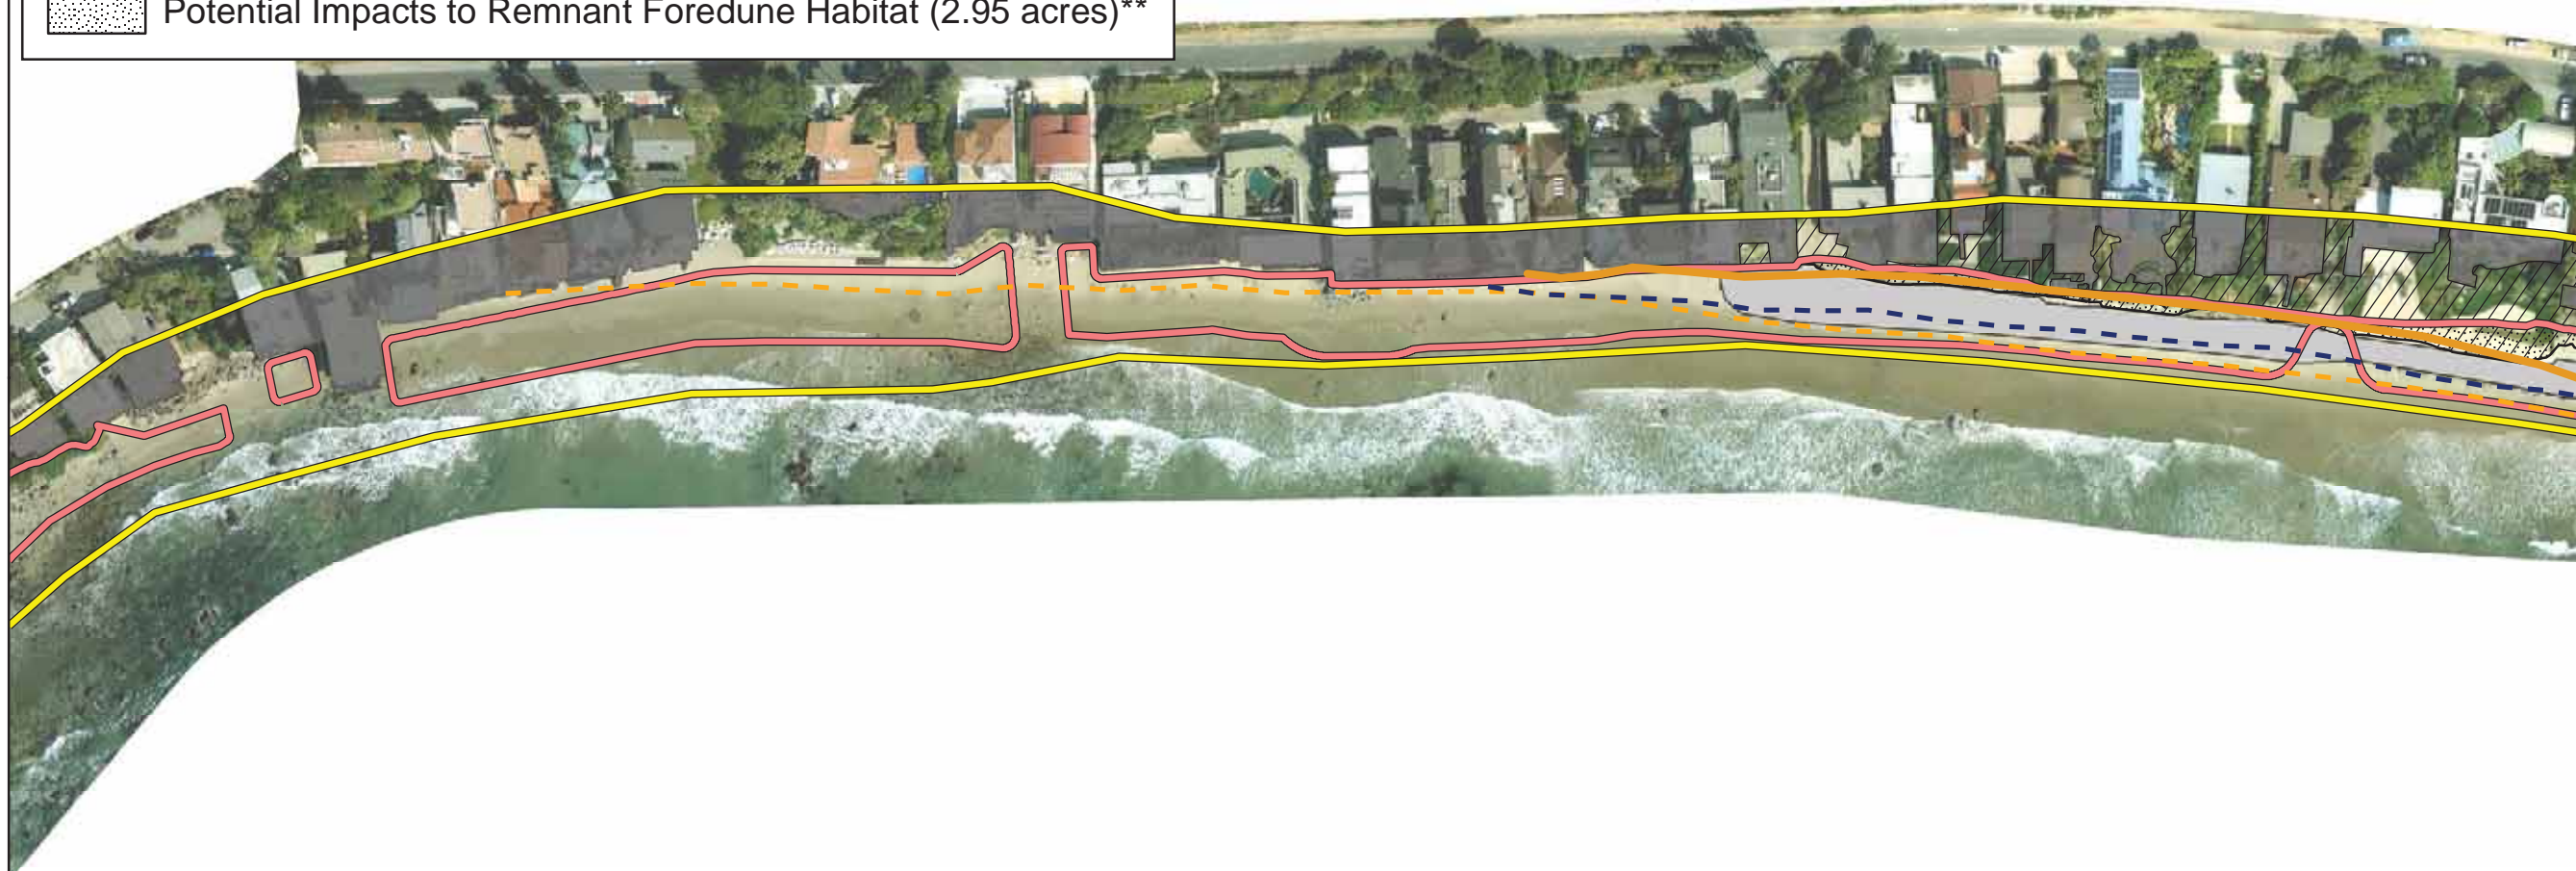 Potential Impacts to Remnant Foredune Habitat (2.95 acres)**